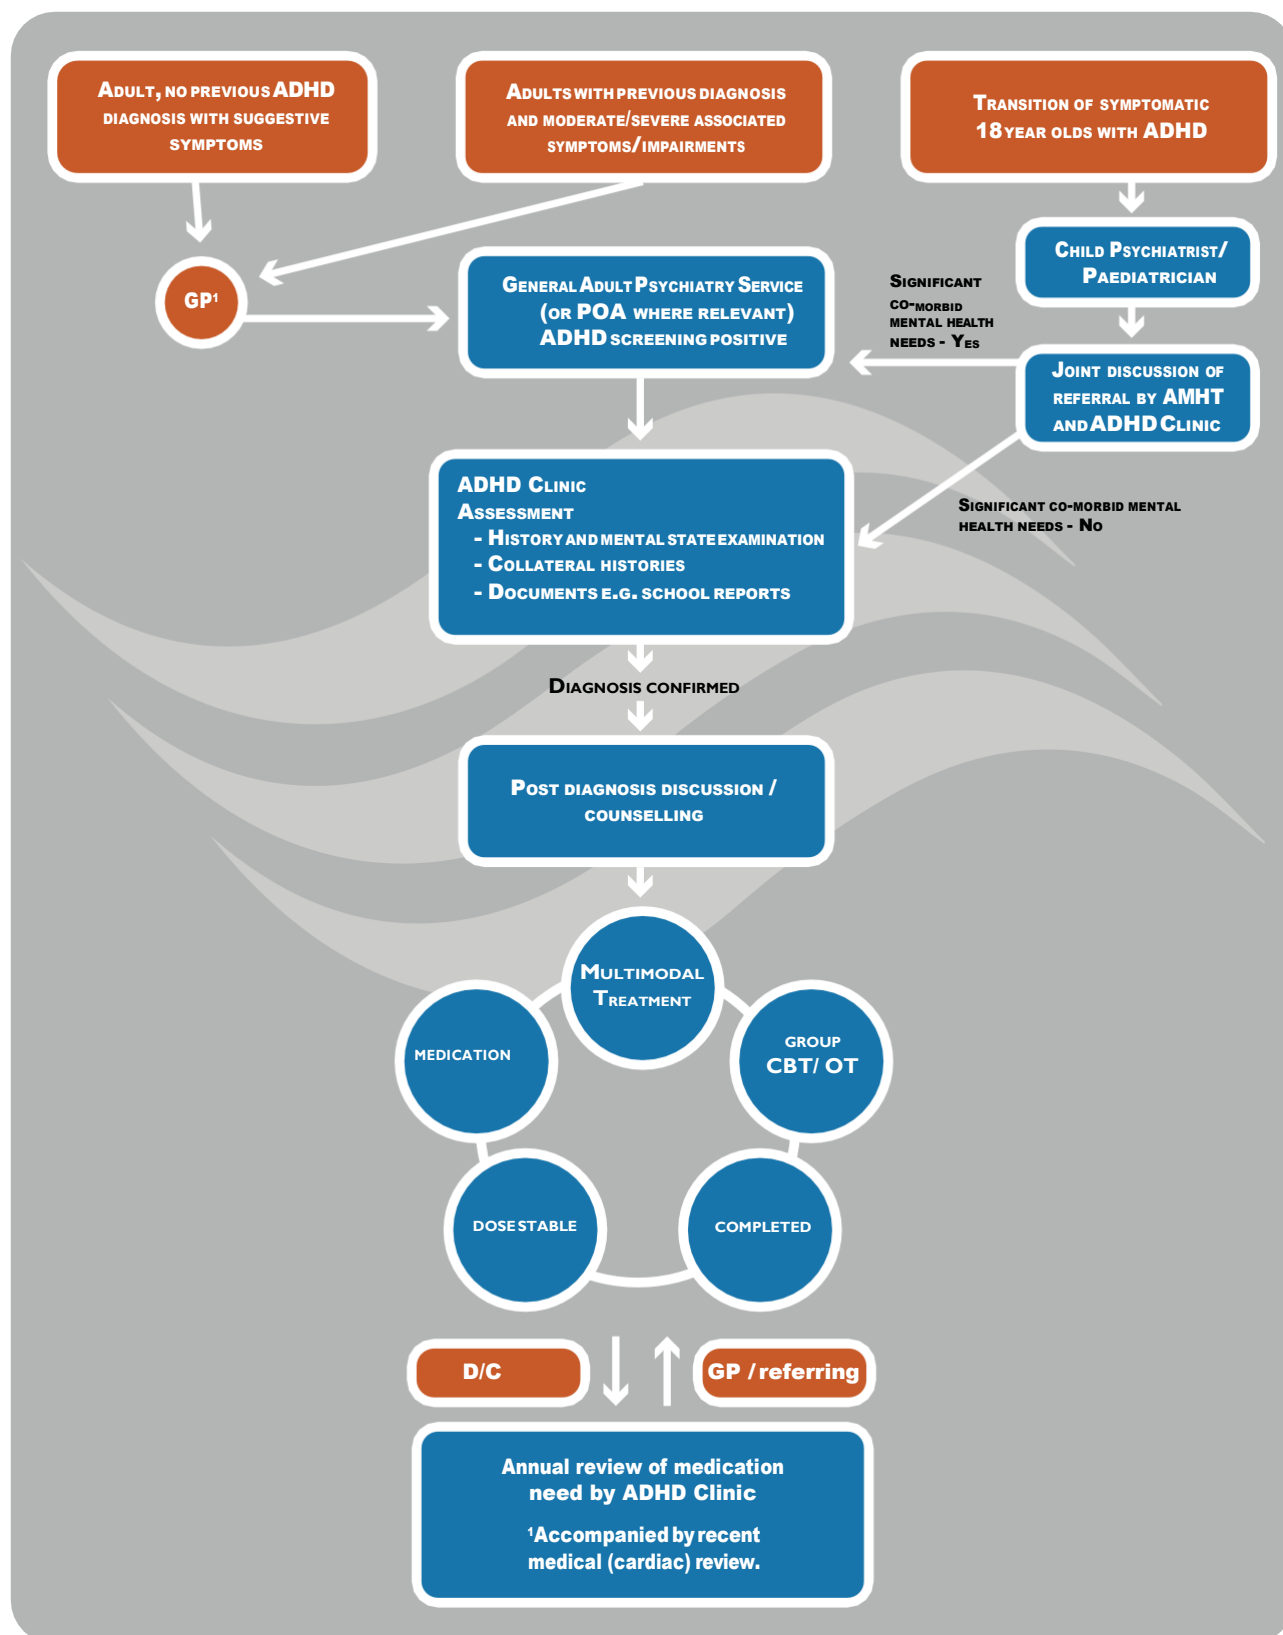 ADULT, NO PREVIOUS ADHD
DIAGNOSIS WITH SUGGESTIVE
SYMPTOMS
ADULTS WITH PREVIOUS DIAGNOSIS
AND MODERATE/SEVERE ASSOCIATED
SYMPTOMS/IMPAIRMENTS
TRANSITION OF SYMPTOMATIC
18 YEAR OLDS WITH ADHD
GP¹
GENERAL ADULT PSYCHIATRY SERVICE
(OR POA WHERE RELEVANT)
ADHD SCREENING POSITIVE
SIGNIFICANT
CO-MORBID
MENTAL HEALTH
NEEDS - YES
CHILD PSYCHIATRIST/
PAEDIATRICIAN
JOINT DISCUSSION OF
REFERRAL BY AMHT
AND ADHD CLINIC
ADHD CLINIC
ASSESSMENT
- HISTORY AND MENTAL STATE EXAMINATION
- COLLATERAL HISTORIES
- DOCUMENTS E.G. SCHOOL REPORTS
SIGNIFICANT CO-MORBID MENTAL
HEALTH NEEDS - NO
DIAGNOSIS CONFIRMED
POST DIAGNOSIS DISCUSSION /
COUNSELLING
MULTIMODAL
TREATMENT
MEDICATION
GROUP
CBT/ OT
DOSE STABLE
COMPLETED
D/C
GP / referring
Annual review of medication
need by ADHD Clinic
¹Accompanied by recent
medical (cardiac) review.